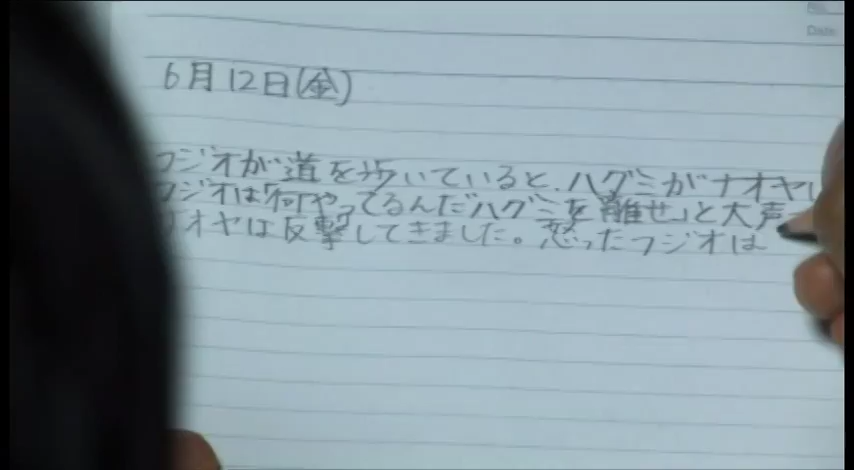 Date
6月12日(金)
フジオが道を歩いていると、ハグミがナオヤ
フジオは「何やってるんだハグミを離せ」と大声
オヤは反撃してきました。怒ったフジオは